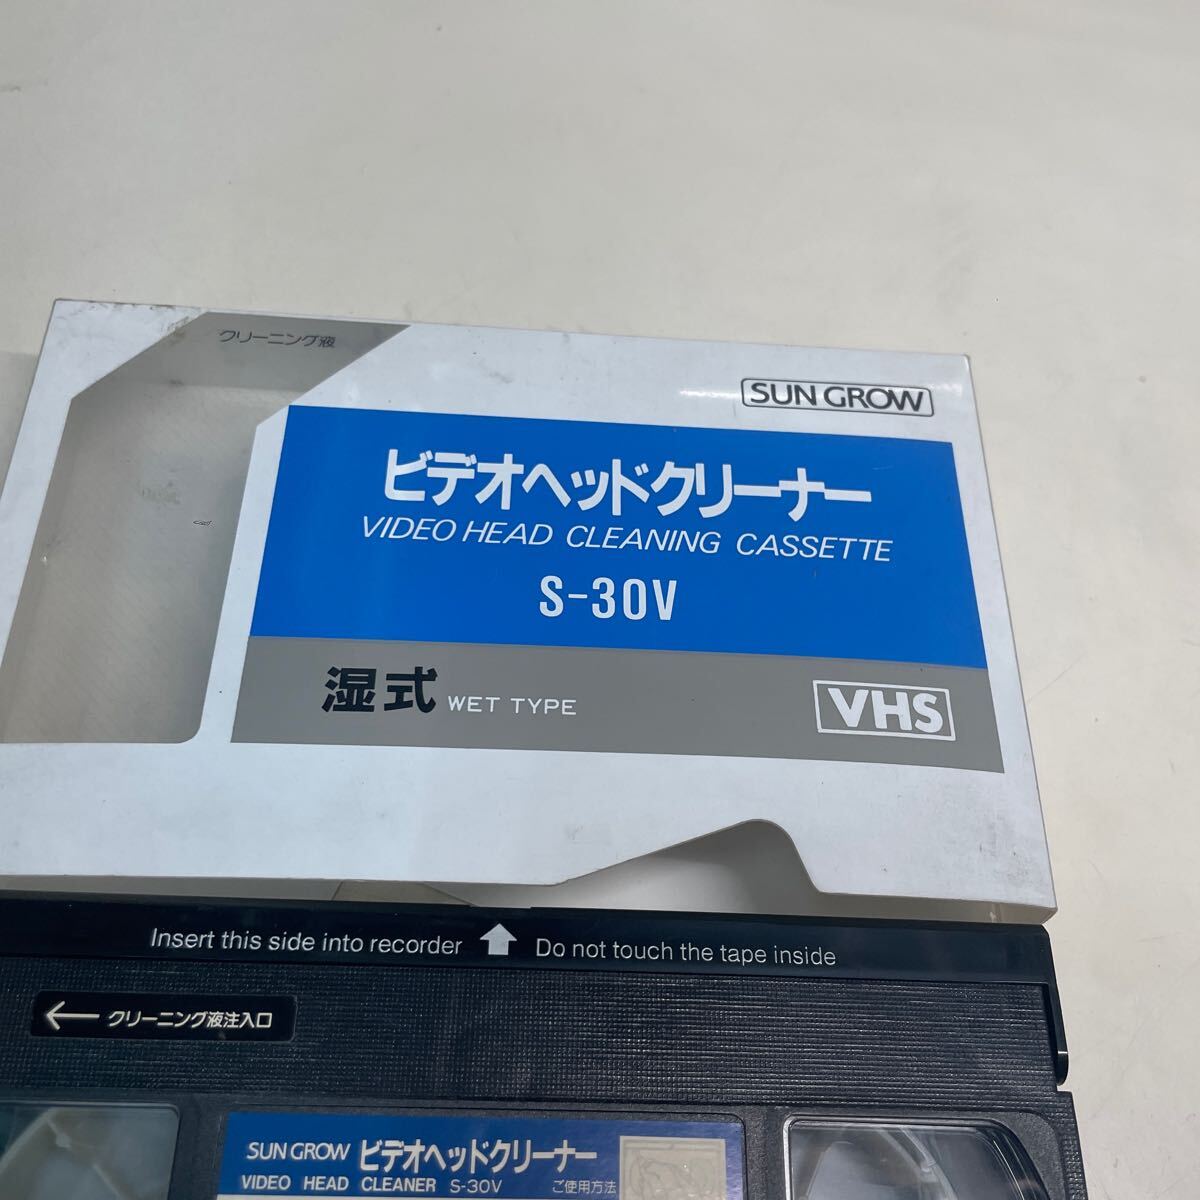 クリーニング液
SUN GROW
ビデオヘッドクリーナー
VIDEO HEAD CLEANING CASSETTE
S-30V
湿式 WET TYPE
VHS
Insert this side into recorder Do not touch the tape inside
クリーニング液注入口
SUN GROW ビデオヘッドクリーナー
VIDEO HEAD CLEANER S-30V ご使用方法